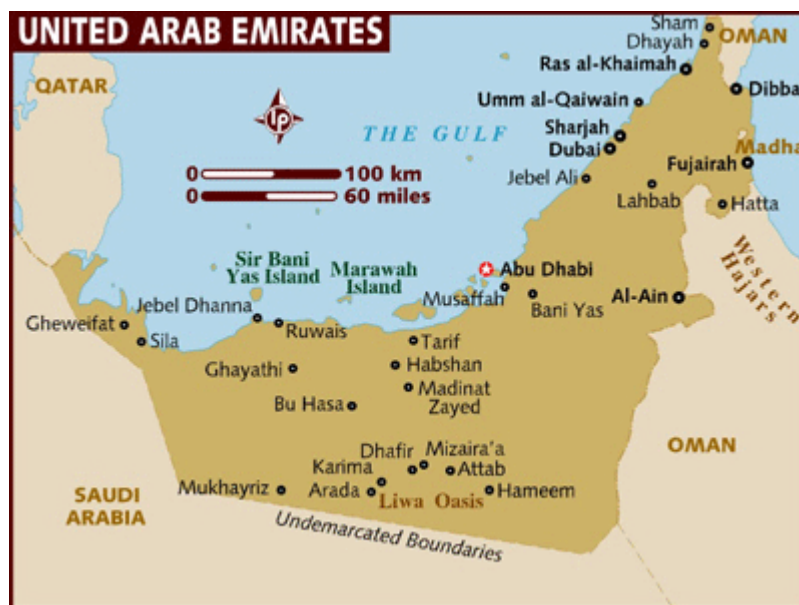 UNITED ARAB EMIRATES
Sham
OMAN
Dhayah
QATAR
Ras al-Khaimah
Dibba
Umm al-Qaiwain
LP
THE GULF
Sharjah
Dubai
Madha
Fujairah
0 100 km
0 60 miles
Jebel Ali
Lahbab
Hatta
Western
Hajars
Sir Bani
Yas Island
Marawah
Island
Abu Dhabi
Musaffah
Bani Yas
Al-Ain
Jebel Dhanna
Gheweifat
Ruwais
Sila
Tarif
Ghayathi
Habshan
Madinat
Zayed
Bu Hasa
OMAN
Dhafir
Mizaira'a
Karima
Attab
SAUDI
ARABIA
Mukhayriz
Arada
Liwa Oasis
Hameem
Undemarcated Boundaries